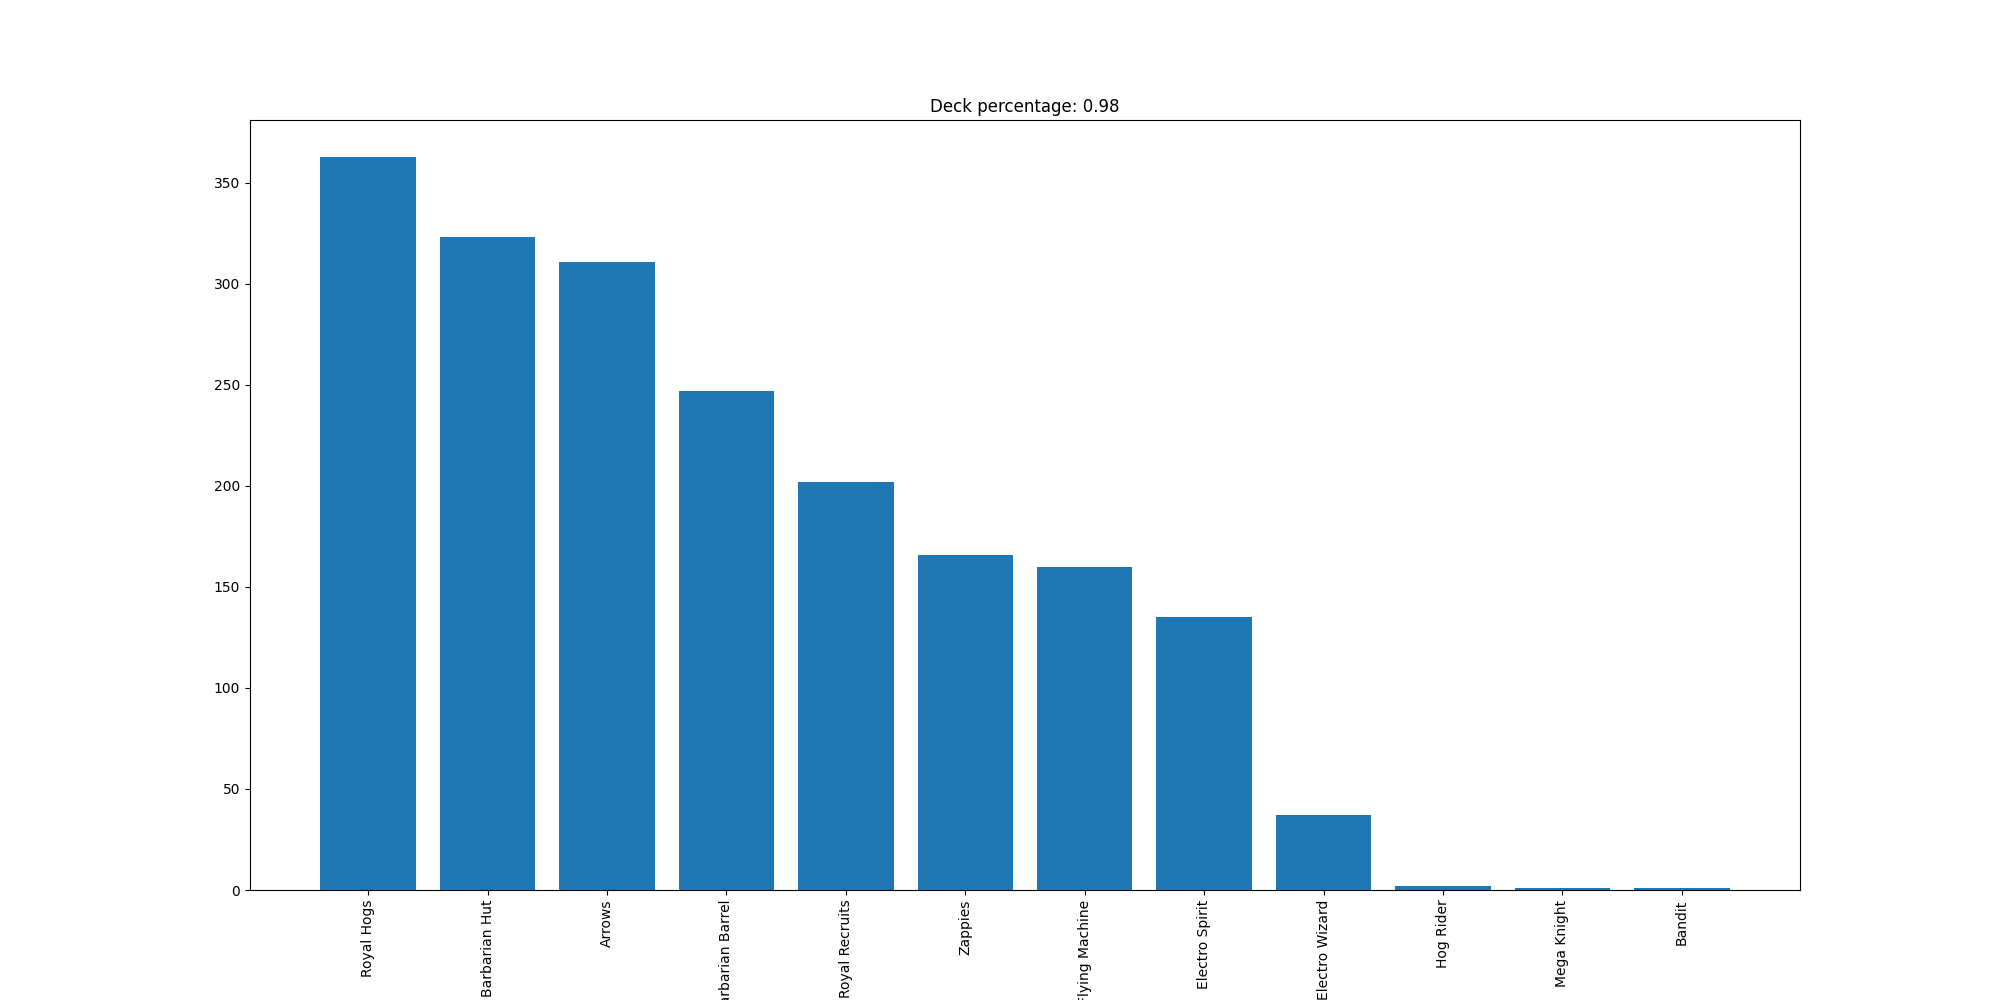 Deck percentage: 0.98
350
300
250
200
150
100
50
0
Royal Hogs
Barbarian Hut
Arrows
arbarian Barrel
Royal Recruits
Zappies
Flying Machine
Electro Spirit
Electro Wizard
Hog Rider
Mega Knight
Bandit